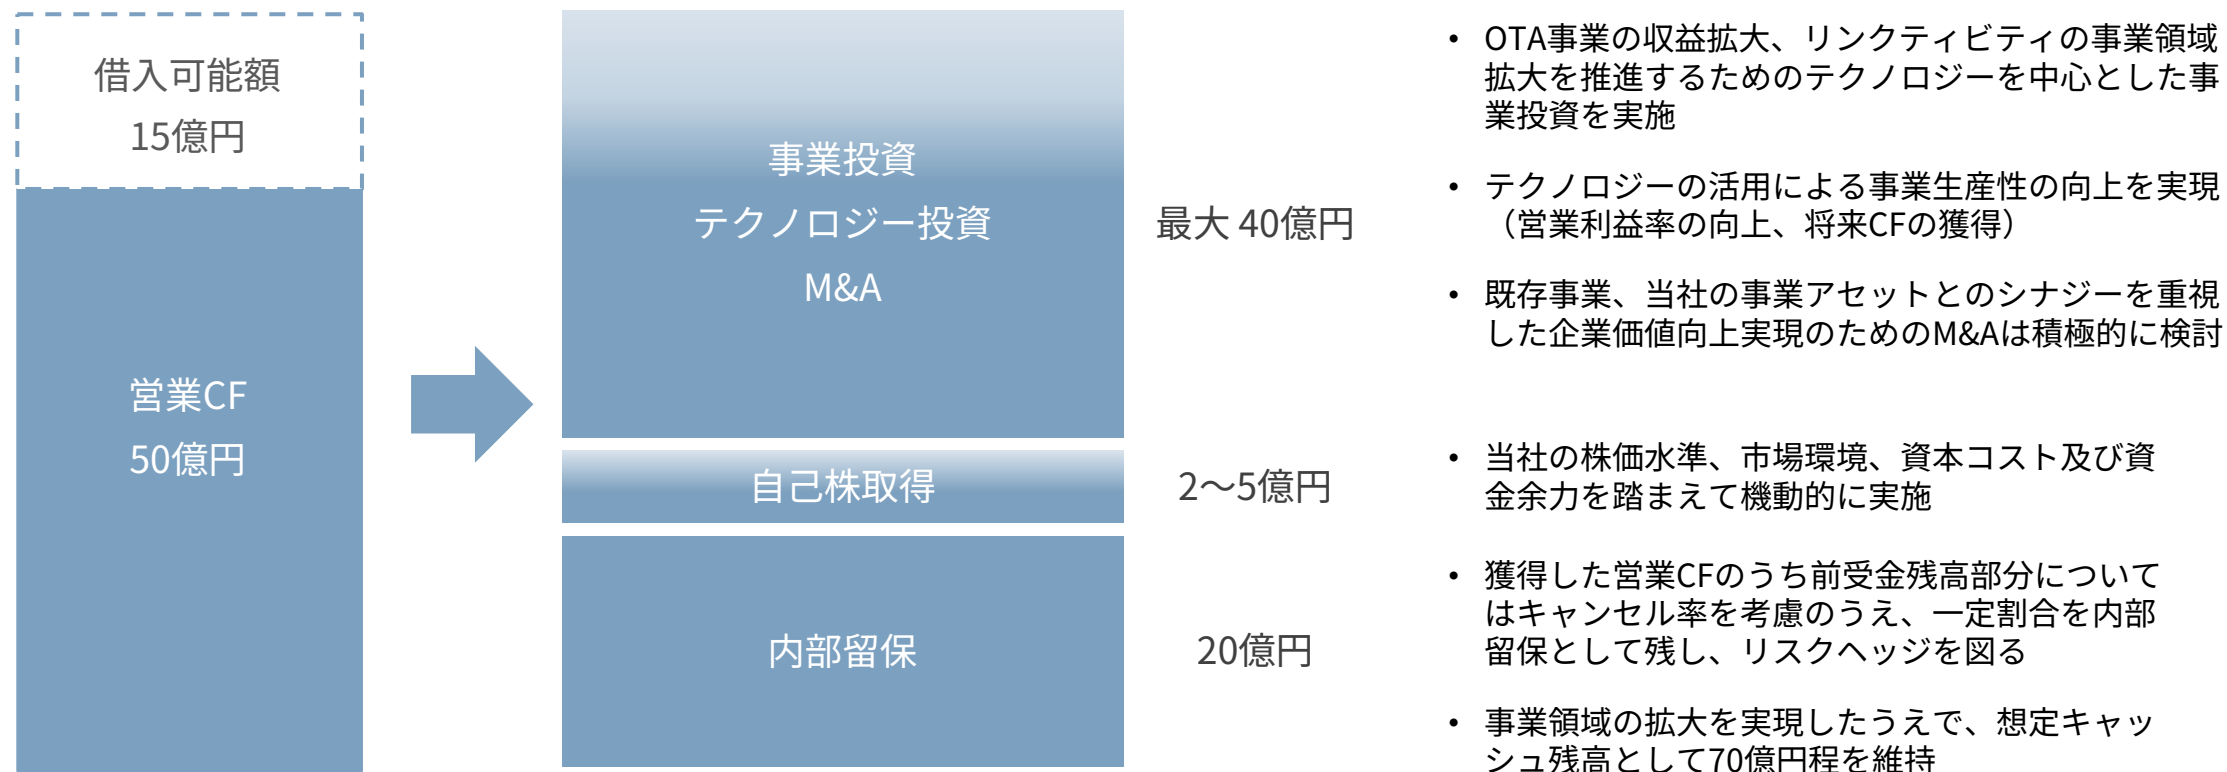 借入可能額
15億円
営業CF
50億円
事業投資
テクノロジー投資
M&A
最大 40億円
• OTA事業の収益拡大、リンクティビティの事業領域
拡大を推進するためのテクノロジーを中心とした事
業投資を実施
• テクノロジーの活用による事業生産性の向上を実現
（営業利益率の向上、将来CFの獲得）
• 既存事業、当社の事業アセットとのシナジーを重視
した企業価値向上実現のためのM&Aは積極的に検討
自己株取得
2～5億円
• 当社の株価水準、市場環境、資本コスト及び資
金余力を踏まえて機動的に実施
内部留保
20億円
• 獲得した営業CFのうち前受金残高部分について
はキャンセル率を考慮のうえ、一定割合を内部
留保として残し、リスクヘッジを図る
• 事業領域の拡大を実現したうえで、想定キャッ
シュ残高として70億円程を維持